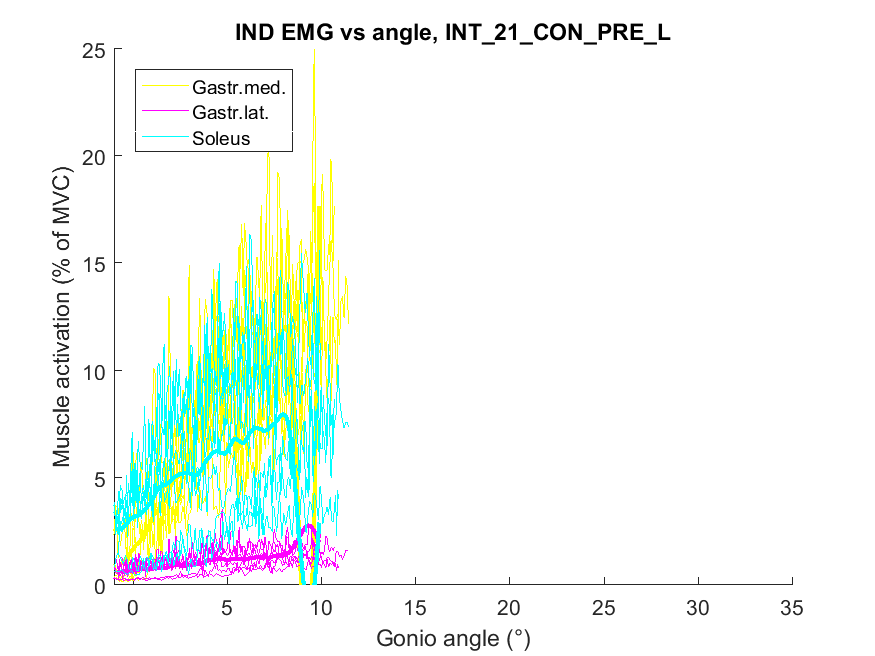 IND EMG vs angle, INT_21_CON_PRE_L
25
20
15
10
5
0
Muscle activation (% of MVC)
Gastr.med.
Gastr.lat.
Soleus
0 5 10 15 20 25 30 35
Gonio angle (°)